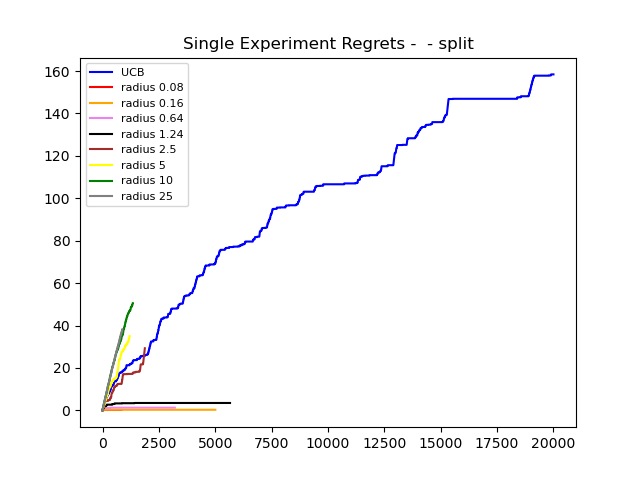 Single Experiment Regrets -  - split
160
140
120
100
80
60
40
20
0
UCB
radius 0.08
radius 0.16
radius 0.64
radius 1.24
radius 2.5
radius 5
radius 10
radius 25
0 2500 5000 7500 10000 12500 15000 17500 20000